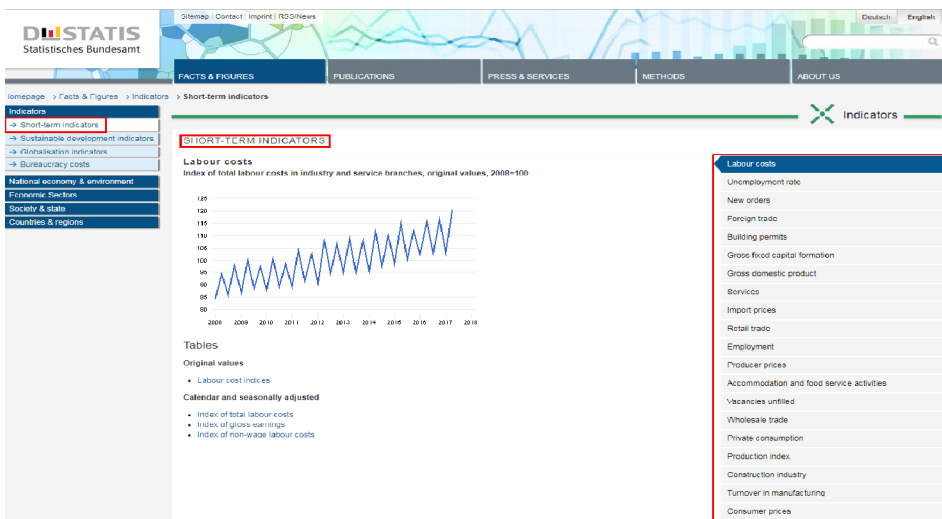 Sitemap | Contact | Imprint | RSS/News
Deutsch English
DESTATIS
Statistisches Bundesamt
FACTS & FIGURES PUBLICATIONS PRESS & SERVICES METHODS ABOUT US
Homepage > Facts & Figures > Indicators > Short-term indicators
Indicators
→ Short-term indicators
→ Sustainable development indicators
→ Globalisation indicators
→ Bureaucracy costs
National economy & environment
Economic Sectors
Society & state
Countries & regions
Indicators
SHORT-TERM INDICATORS
Labour costs
Index of total labour costs in industry and service branches, original values, 2008=100
125
120
115
110
105
100
95
90
85
80
2008 2009 2010 2011 2012 2013 2014 2015 2016 2017 2018
Tables
Original values
• Labour cost indices
Calendar and seasonally adjusted
• Index of total labour costs
• Index of gross earnings
• Index of non-wage labour costs
Labour costs
Unemployment rate
New orders
Foreign trade
Building permits
Gross fixed capital formation
Gross domestic product
Services
Import prices
Retail trade
Employment
Producer prices
Accommodation and food service activities
Vacancies unfilled
Wholesale trade
Private consumption
Production index
Construction industry
Turnover in manufacturing
Consumer prices